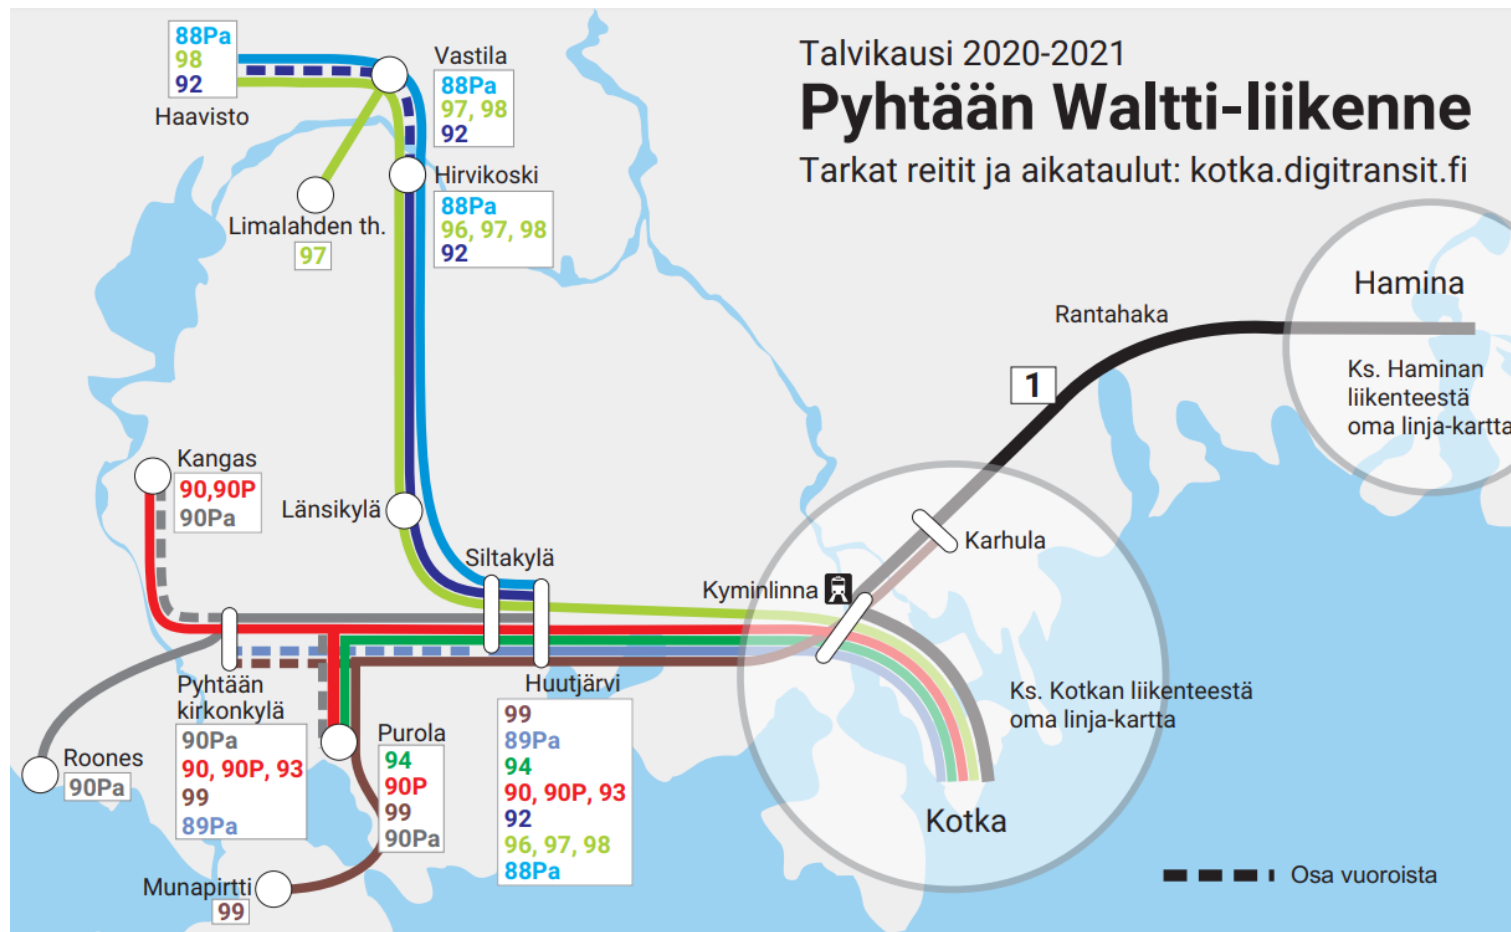 Talvikausi 2020-2021
Pyhtään Waltti-liikenne
Tarkat reitit ja aikataulut: kotka.digitransit.fi
88Pa
98
92
Haavisto
Vastila
88Pa
97, 98
92
Hirvikoski
88Pa
96, 97, 98
92
Limalahden th.
97
Hamina
Ks. Haminan
liikenteestä
oma linja-kartta
Rantahaka
1
Kangas
90,90P
90Pa
Länsikylä
Siltakylä
Karhula
Kyminlinna
Ks. Kotkan liikenteestä
oma linja-kartta
Kotka
Pyhtään
kirkonkylä
90Pa
90, 90P, 93
99
89Pa
Roones
90Pa
Purola
94
90P
99
90Pa
Huutjärvi
99
89Pa
94
90, 90P, 93
92
96, 97, 98
88Pa
Munapirtti
99
Osa vuoroista